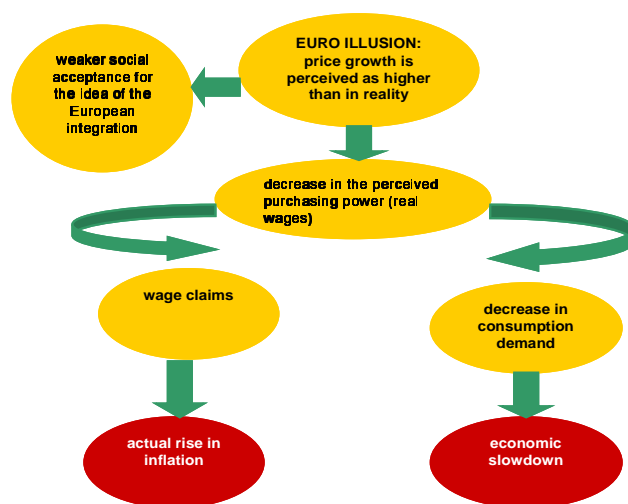 EURO ILLUSION:
price growth is
perceived as higher
than in reality
weaker social
acceptance for
the idea of the
European
integration
decrease in the perceived
purchasing power (real
wages)
wage claims
decrease in
consumption
demand
actual rise in
inflation
economic
slowdown